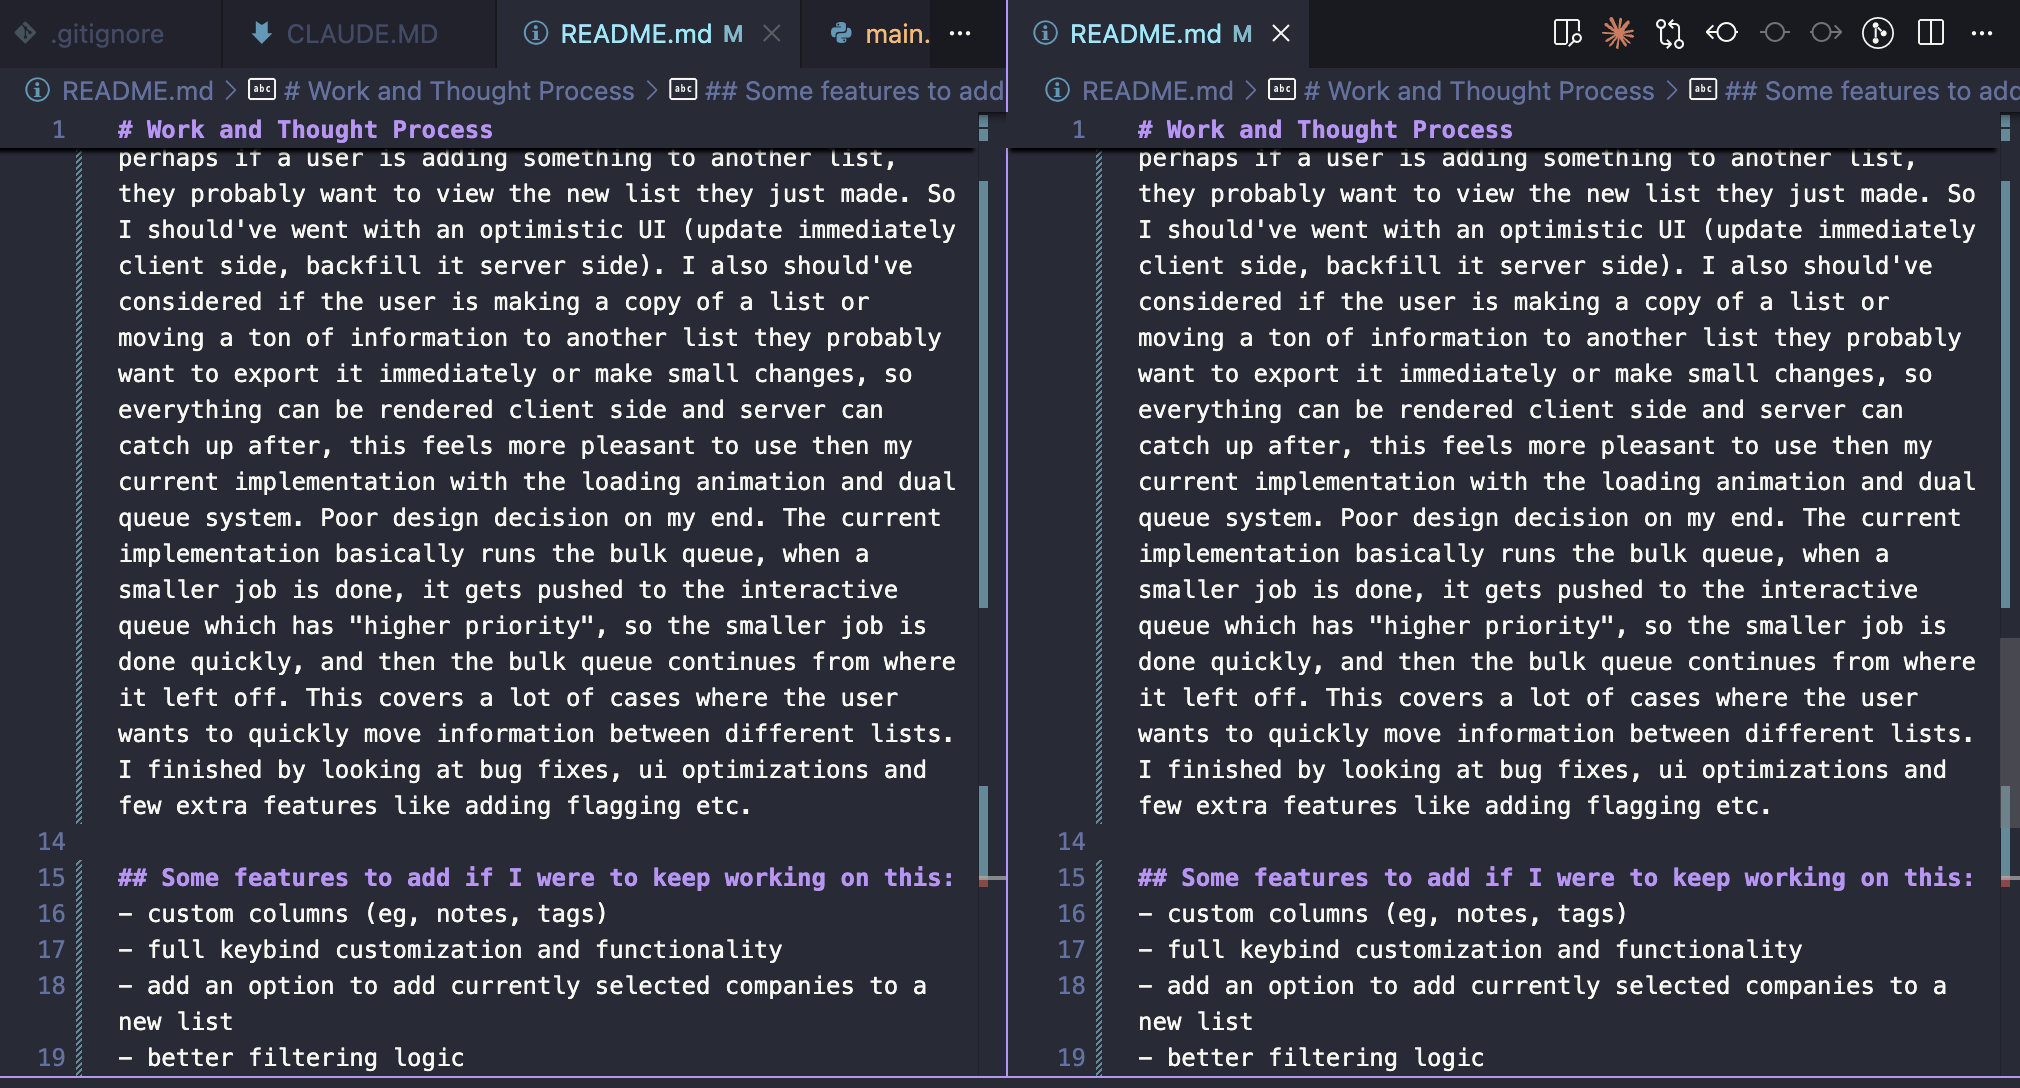 .gitignore
CLAUDE.MD
README.md M
main.
README.md > # Work and Thought Process > ## Some features to add
1 # Work and Thought Process
perhaps if a user is adding something to another list,
they probably want to view the new list they just made. So
I should've went with an optimistic UI (update immediately
client side, backfill it server side). I also should've
considered if the user is making a copy of a list or
moving a ton of information to another list they probably
want to export it immediately or make small changes, so
everything can be rendered client side and server can
catch up after, this feels more pleasant to use then my
current implementation with the loading animation and dual
queue system. Poor design decision on my end. The current
implementation basically runs the bulk queue, when a
smaller job is done, it gets pushed to the interactive
queue which has "higher priority", so the smaller job is
done quickly, and then the bulk queue continues from where
it left off. This covers a lot of cases where the user
wants to quickly move information between different lists.
I finished by looking at bug fixes, ui optimizations and
few extra features like adding flagging etc.
14
15 ## Some features to add if I were to keep working on this:
16 - custom columns (eg, notes, tags)
17 - full keybind customization and functionality
18 - add an option to add currently selected companies to a
new list
19 - better filtering logic
README.md M
README.md > # Work and Thought Process > ## Some features to add
1 # Work and Thought Process
perhaps if a user is adding something to another list,
they probably want to view the new list they just made. So
I should've went with an optimistic UI (update immediately
client side, backfill it server side). I also should've
considered if the user is making a copy of a list or
moving a ton of information to another list they probably
want to export it immediately or make small changes, so
everything can be rendered client side and server can
catch up after, this feels more pleasant to use then my
current implementation with the loading animation and dual
queue system. Poor design decision on my end. The current
implementation basically runs the bulk queue, when a
smaller job is done, it gets pushed to the interactive
queue which has "higher priority", so the smaller job is
done quickly, and then the bulk queue continues from where
it left off. This covers a lot of cases where the user
wants to quickly move information between different lists.
I finished by looking at bug fixes, ui optimizations and
few extra features like adding flagging etc.
14
15 ## Some features to add if I were to keep working on this:
16 - custom columns (eg, notes, tags)
17 - full keybind customization and functionality
18 - add an option to add currently selected companies to a
new list
19 - better filtering logic